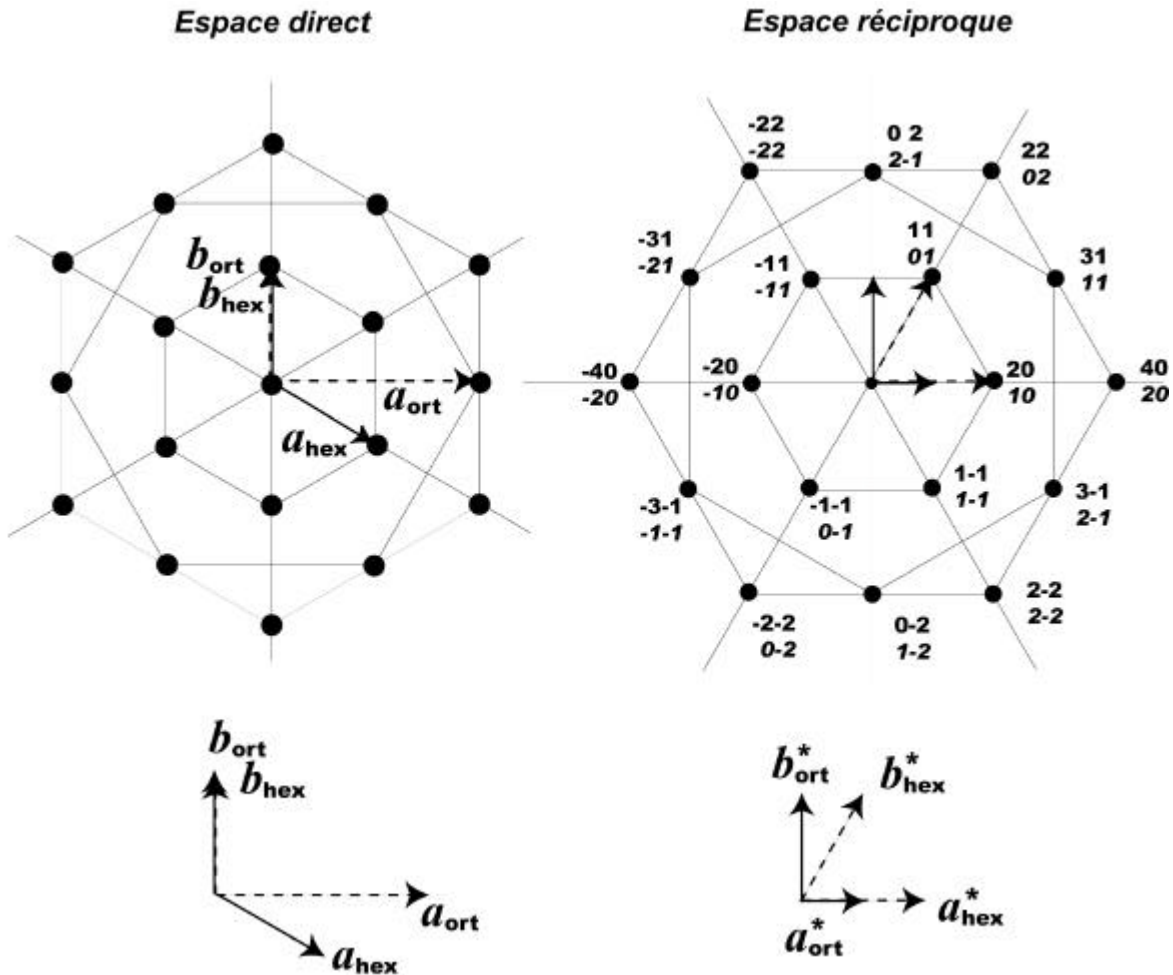 Espace direct
Espace réciproque
b_ort
b_hex
a_ort
a_hex
-22
-22
0 2
2-1
22
02
-31
-21
-11
-11
11
01
31
11
-40
-20
-20
-10
20
10
40
20
-3-1
-1-1
-1-1
0-1
1-1
1-1
3-1
2-1
-2-2
0-2
0-2
1-2
2-2
2-2
b_ort
b_hex
a_ort
a_hex
b*_ort
b*_hex
a*_hex
a*_ort